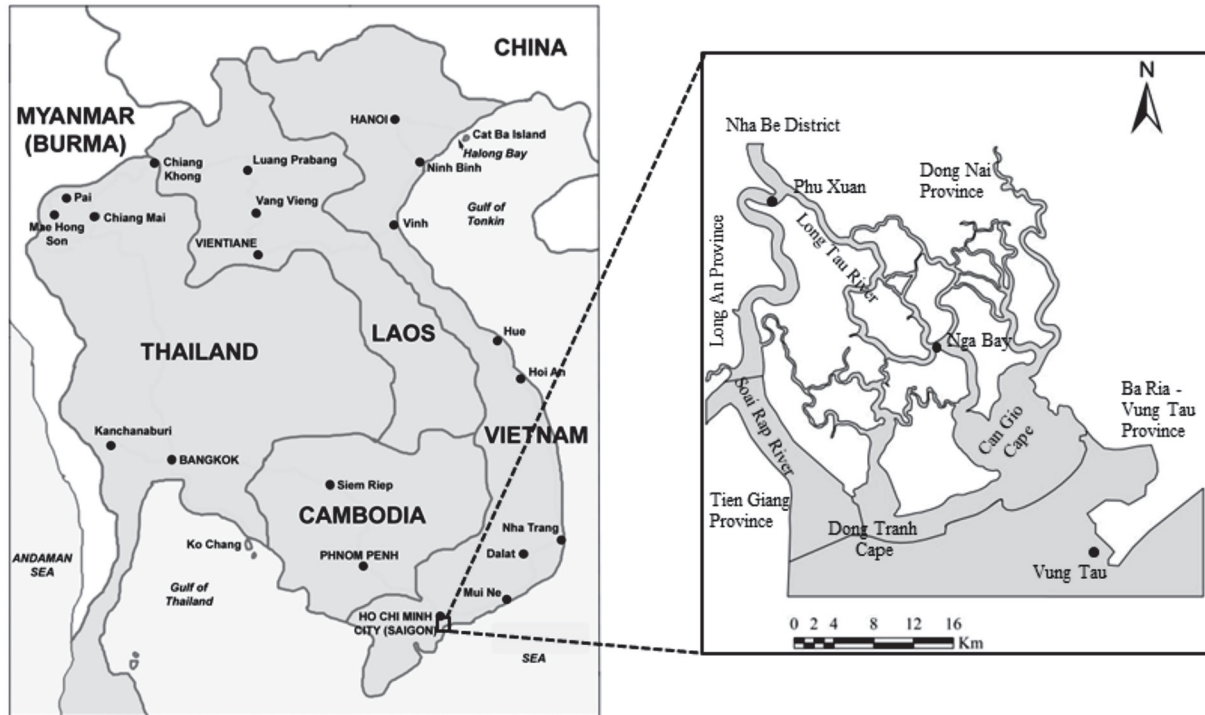 CHINA
MYANMAR
(BURMA)
HANOI
Cat Ba Island
Halong Bay
Ninh Binh
Chiang
Khong
Luang Prabang
Pai
Mae Hong
Son
Chiang Mai
Vang Vieng
Gulf of
Tonkin
Vinh
VIENTIANE
LAOS
THAILAND
Hue
Hoi An
VIETNAM
Kanchanaburi
BANGKOK
Siem Riep
CAMBODIA
Nha Trang
Ko Chang
PHNOM PENH
Dalat
ANDAMAN
SEA
Gulf of
Thailand
Mui Ne
HO CHI MINH
CITY (SAIGON)
SEA
N
Nha Be District
Phu Xuan
Dong Nai
Province
Long An Province
Long Tau River
Nga Bay
Soai Rap River
Can Gio
Cape
Ba Ria -
Vung Tau
Province
Tien Giang
Province
Dong Tranh
Cape
Vung Tau
0 2 4 8 12 16
Km